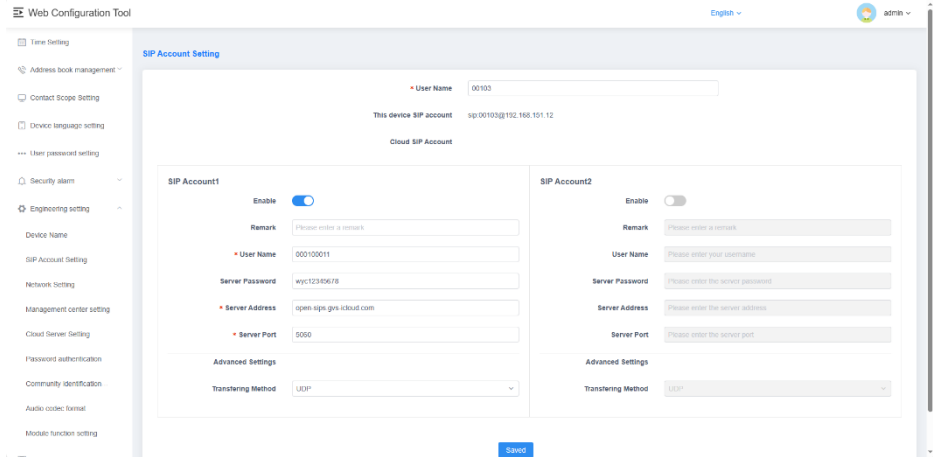 Web Configuration Tool
English
admin
Time Setting
Address book management
Contact Scope Setting
Device language setting
User password setting
Security alarm
Engineering setting
Device Name
SIP Account Setting
Network Setting
Management center setting
Cloud Server Setting
Password authentication
Community Identification
Audio codec format
Module function setting
SIP Account Setting
* User Name 00103
This device SIP account sip:00103@192.168.151.12
Cloud SIP Account
SIP Account1
Enable
Remark Please enter a remark
* User Name 000100011
Server Password wyc12345678
* Server Address open-sips.gvs-icloud.com
* Server Port 5050
Advanced Settings
Transfering Method UDP
SIP Account2
Enable
Remark Please enter a remark
User Name Please enter your username
Server Password Please enter the server password
Server Address Please enter the server address
Server Port Please enter the server port
Advanced Settings
Transfering Method UDP
Saved